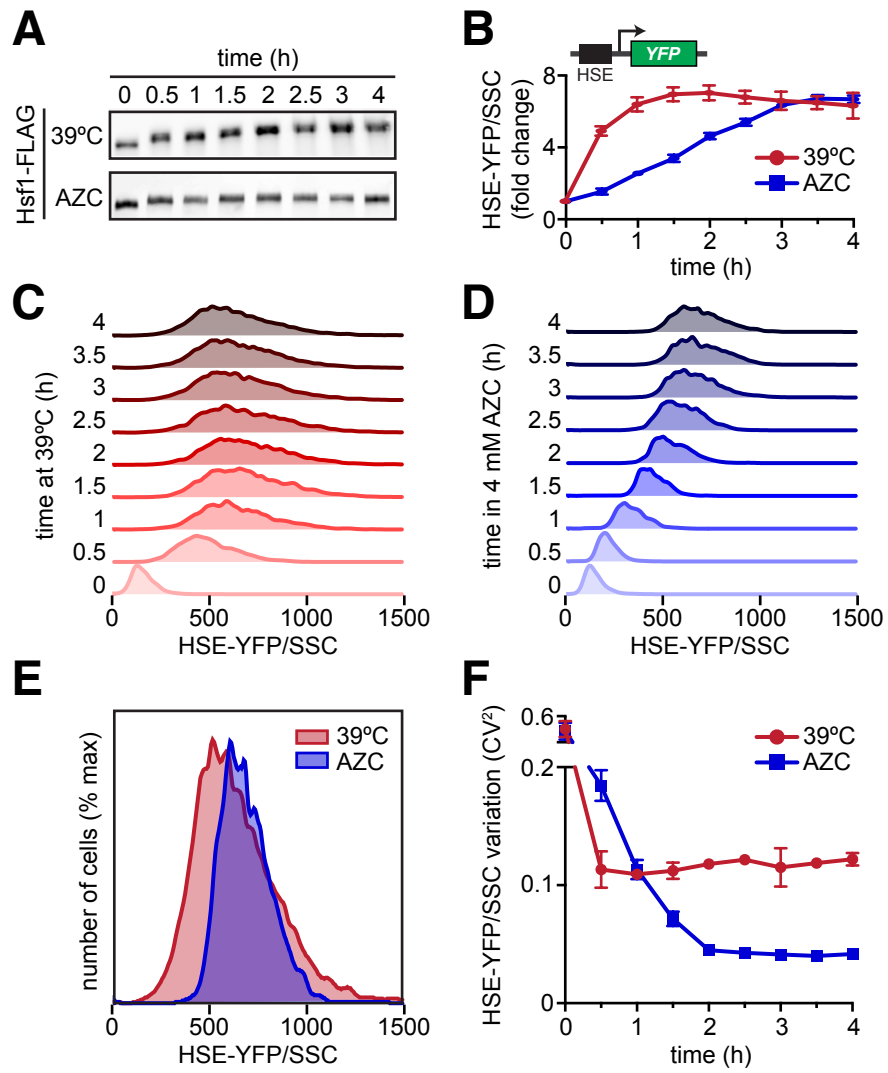 A
time (h)
0 0.5 1 1.5 2 2.5 3 4
Hsf1-FLAG
39ºC
AZC
B
HSE
YFP
HSE-YFP/SSC
(fold change)
8
4
0
39ºC
AZC
0 1 2 3 4
time (h)
C
time at 39ºC (h)
4
3.5
3
2.5
2
1.5
1
0.5
0
0 500 1000 1500
HSE-YFP/SSC
D
time in 4 mM AZC (h)
4
3.5
3
2.5
2
1.5
1
0.5
0
0 500 1000 1500
HSE-YFP/SSC
E
number of cells (% max)
39ºC
AZC
0 500 1000 1500
HSE-YFP/SSC
F
HSE-YFP/SSC variation (CV²)
0.6
0.2
0.1
0
39ºC
AZC
0 1 2 3 4
time (h)